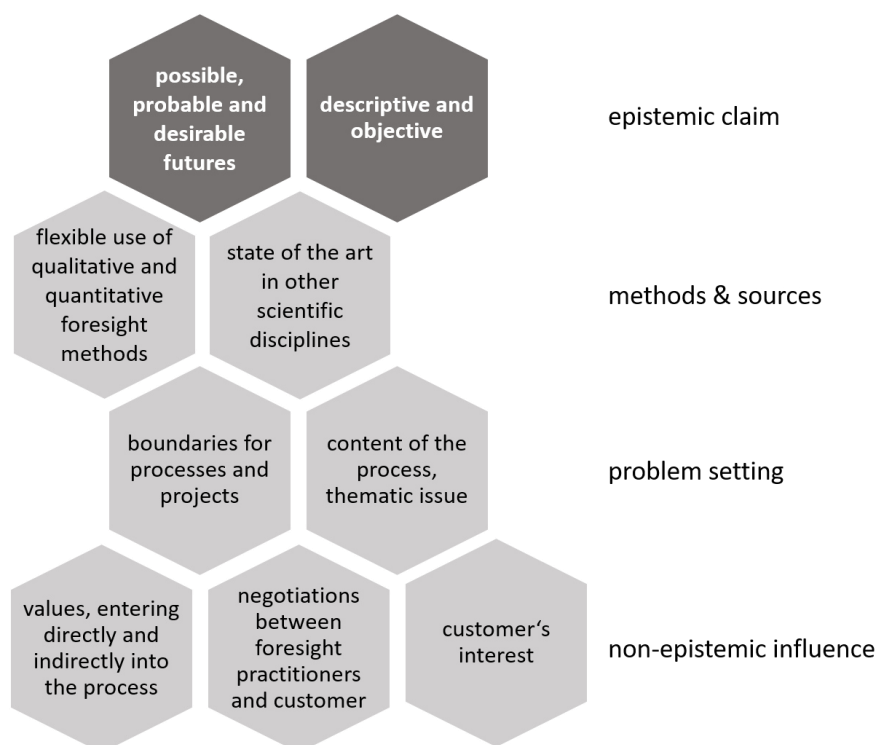 possible,
probable and
desirable
futures
descriptive and
objective
epistemic claim
flexible use of
qualitative and
quantitative
foresight
methods
state of the art
in other
scientific
disciplines
methods & sources
boundaries for
processes and
projects
content of the
process,
thematic issue
problem setting
values, entering
directly and
indirectly into
the process
negotiations
between
foresight
practitioners
and customer
customer‘s
interest
non-epistemic influence